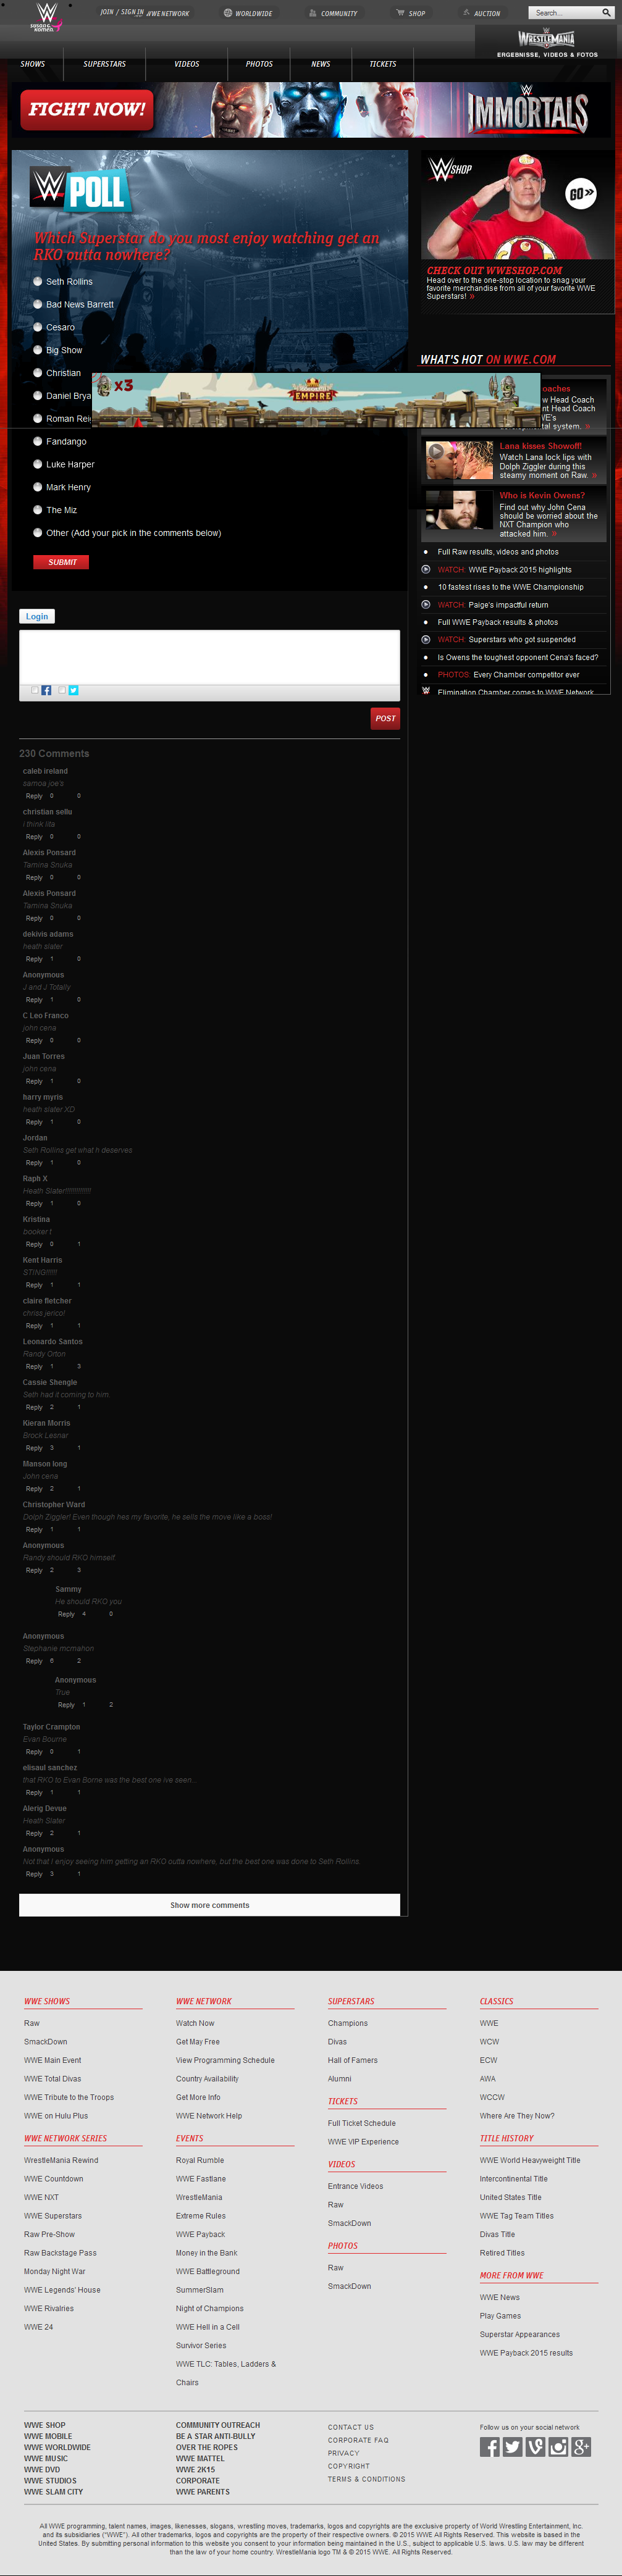 JOIN / SIGN IN
WWE NETWORK
WORLDWIDE
COMMUNITY
SHOP
AUCTION
Search...
WRESTLEMANIA
ERGEBNISSE, VIDEOS & FOTOS
SHOWS
SUPERSTARS
VIDEOS
PHOTOS
NEWS
TICKETS
FIGHT NOW!
IMMORTALS
POLL
Which Superstar do you most enjoy watching get an
RKO outta nowhere?
Seth Rollins
Bad News Barrett
Cesaro
Big Show
Christian
Daniel Brya
Roman Reig
Fandango
Luke Harper
Mark Henry
The Miz
Other (Add your pick in the comments below)
SUBMIT
x3
EMPIRE
SHOP
GO»
CHECK OUT WWESHOP.COM
Head over to the one-stop location to snag your
favorite merchandise from all of your favorite WWE
Superstars! »
WHAT'S HOT ON WWE.COM
oaches
w Head Coach
nt Head Coach
VE's
tal system. »
Lana kisses Showoff!
Watch Lana lock lips with
Dolph Ziggler during this
steamy moment on Raw. »
Who is Kevin Owens?
Find out why John Cena
should be worried about the
NXT Champion who
attacked him. »
Full Raw results, videos and photos
WATCH: WWE Payback 2015 highlights
10 fastest rises to the WWE Championship
WATCH: Paige's impactful return
Full WWE Payback results & photos
WATCH: Superstars who got suspended
Is Owens the toughest opponent Cena's faced?
PHOTOS: Every Chamber competitor ever
Elimination Chamber comes to WWE Network
Login
POST
230 Comments
caleb ireland
samoa joe's
Reply 0 0
christian sellu
i think lita
Reply 0 0
Alexis Ponsard
Tamina Snuka
Reply 0 0
Alexis Ponsard
Tamina Snuka
Reply 0 0
dekivis adams
heath slater
Reply 1 0
Anonymous
J and J Totally
Reply 1 0
C Leo Franco
john cena
Reply 0 0
Juan Torres
john cena
Reply 1 0
harry myris
heath slater XD
Reply 1 0
Jordan
Seth Rollins get what h deserves
Reply 1 0
Raph X
Heath Slater!!!!!!!!!!!!!!
Reply 1 0
Kristina
booker t
Reply 0 1
Kent Harris
STING!!!!!!
Reply 1 1
claire fletcher
chriss jerico!
Reply 1 1
Leonardo Santos
Randy Orton
Reply 1 3
Cassie Shengle
Seth had it coming to him.
Reply 2 1
Kieran Morris
Brock Lesnar
Reply 3 1
Manson long
John cena
Reply 2 1
Christopher Ward
Dolph Ziggler! Even though hes my favorite, he sells the move like a boss!
Reply 1 1
Anonymous
Randy should RKO himself.
Reply 2 3
Sammy
He should RKO you
Reply 4 0
Anonymous
Stephanie mcmahon
Reply 6 2
Anonymous
True
Reply 1 2
Taylor Crampton
Evan Bourne
Reply 0 1
elisaul sanchez
that RKO to Evan Borne was the best one ive seen...
Reply 1 1
Alerig Devue
Heath Slater
Reply 2 1
Anonymous
Not that I enjoy seeing him getting an RKO outta nowhere, but the best one was done to Seth Rollins.
Reply 3 1
Show more comments
WWE SHOWS
Raw
SmackDown
WWE Main Event
WWE Total Divas
WWE Tribute to the Troops
WWE on Hulu Plus
WWE NETWORK SERIES
WrestleMania Rewind
WWE Countdown
WWE NXT
WWE Superstars
Raw Pre-Show
Raw Backstage Pass
Monday Night War
WWE Legends' House
WWE Rivalries
WWE 24
WWE NETWORK
Watch Now
Get May Free
View Programming Schedule
Country Availability
Get More Info
WWE Network Help
EVENTS
Royal Rumble
WWE Fastlane
WrestleMania
Extreme Rules
WWE Payback
Money in the Bank
WWE Battleground
SummerSlam
Night of Champions
WWE Hell in a Cell
Survivor Series
WWE TLC: Tables, Ladders &
Chairs
SUPERSTARS
Champions
Divas
Hall of Famers
Alumni
TICKETS
Full Ticket Schedule
WWE VIP Experience
VIDEOS
Entrance Videos
Raw
SmackDown
PHOTOS
Raw
SmackDown
CLASSICS
WWE
WCW
ECW
AWA
WCCW
Where Are They Now?
TITLE HISTORY
WWE World Heavyweight Title
Intercontinental Title
United States Title
WWE Tag Team Titles
Divas Title
Retired Titles
MORE FROM WWE
WWE News
Play Games
Superstar Appearances
WWE Payback 2015 results
WWE SHOP
WWE MOBILE
WWE WORLDWIDE
WWE MUSIC
WWE DVD
WWE STUDIOS
WWE SLAM CITY
COMMUNITY OUTREACH
BE A STAR ANTI-BULLY
OVER THE ROPES
WWE MATTEL
WWE 2K15
CORPORATE
WWE PARENTS
CONTACT US
CORPORATE FAQ
PRIVACY
COPYRIGHT
TERMS & CONDITIONS
Follow us on your social network
All WWE programming, talent names, images, likenesses, slogans, wrestling moves, trademarks, logos and copyrights are the exclusive property of World Wrestling Entertainment, Inc.
and its subsidiaries ("WWE"). All other trademarks, logos and copyrights are the property of their respective owners. © 2015 WWE All Rights Reserved. This website is based in the
United States. By submitting personal information to this website you consent to your information being maintained in the U.S., subject to applicable U.S. laws. U.S. law may be different
than the law of your home country. WrestleMania logo TM & © 2015 WWE. All Rights Reserved.